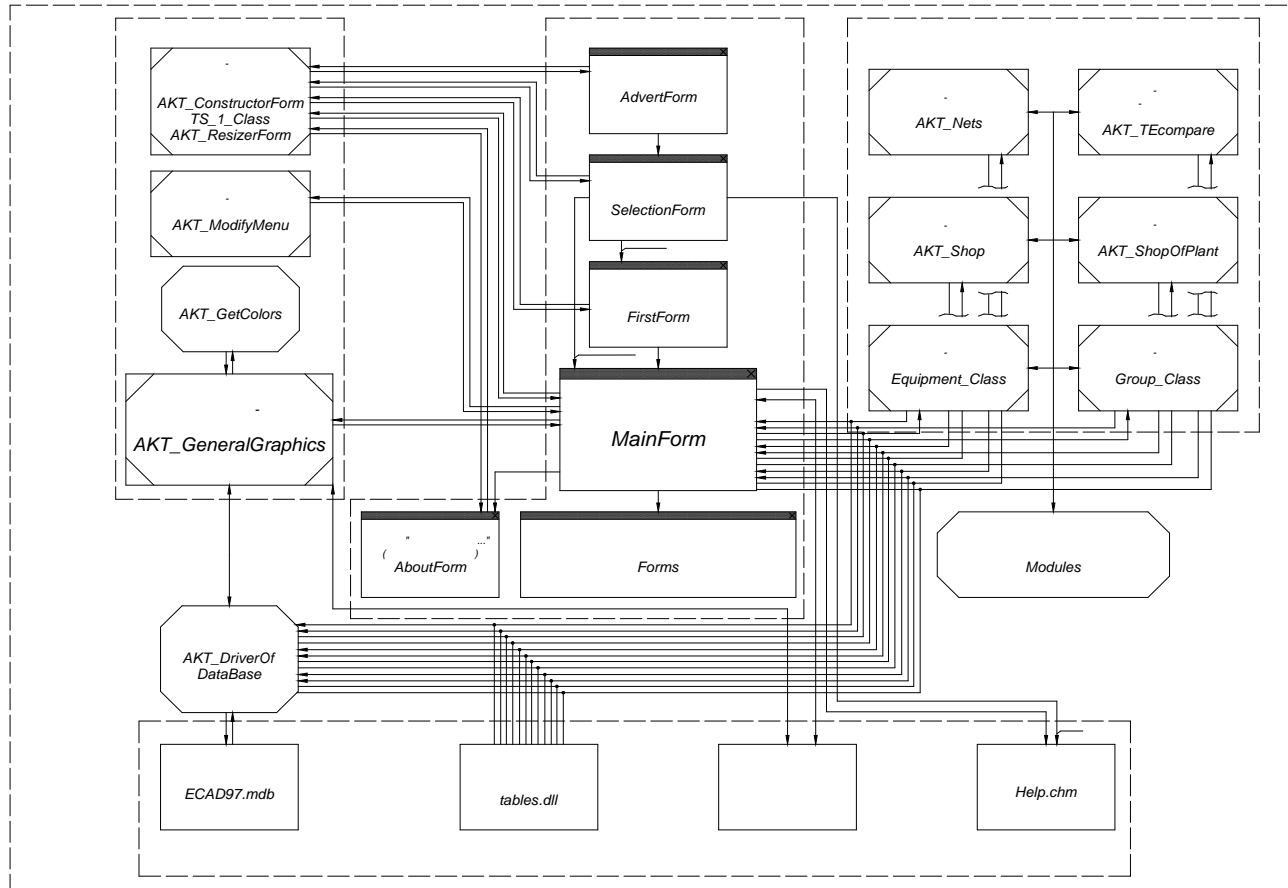 -
AKT_ConstructorForm
TS_1_Class
AKT_ResizerForm
-
AKT_ModifyMenu
AKT_GetColors
-
AKT_GeneralGraphics
AdvertForm
SelectionForm
FirstForm
MainForm
" ..."
( )
AboutForm
Forms
-
AKT_Nets
-
- -
AKT_TEcompare
-
AKT_Shop
-
AKT_ShopOfPlant
-
Equipment_Class
-
Group_Class
Modules
AKT_DriverOf
DataBase
ECAD97.mdb
tables.dll
Help.chm